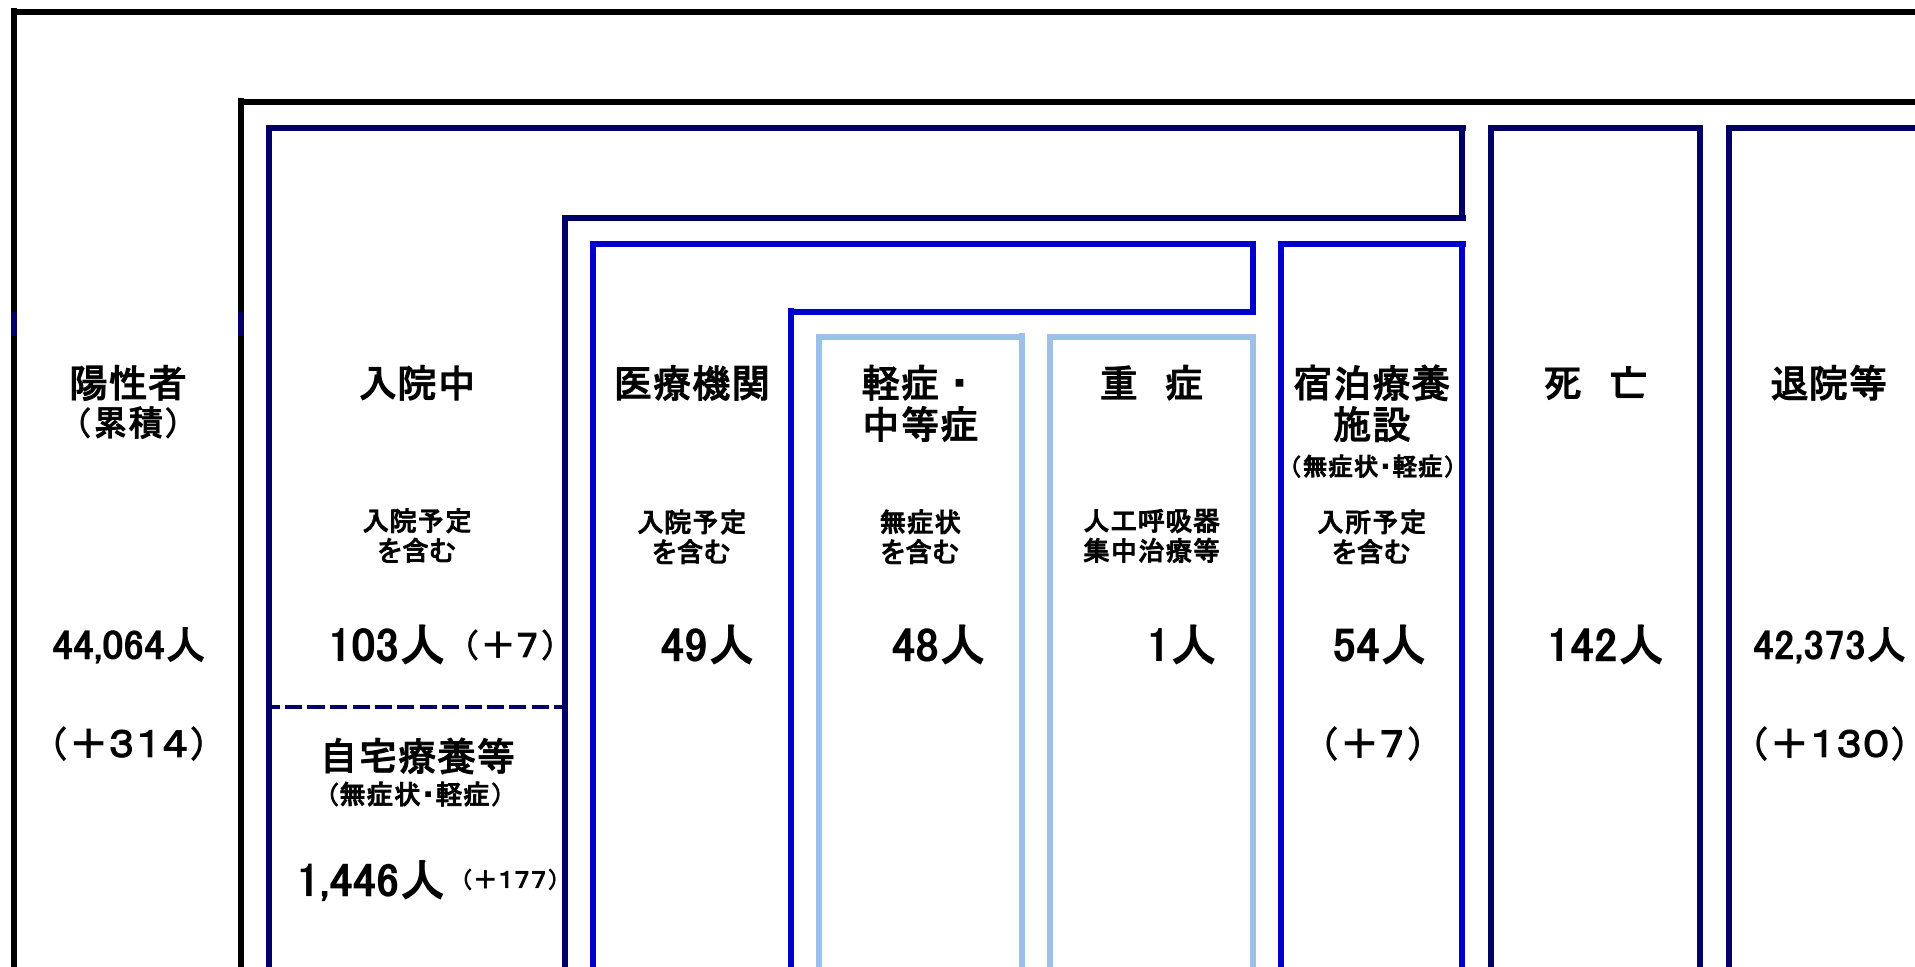 陽性者
（累積）
44,064人
（＋314）
入院中
入院予定
を含む
103人（＋7）
自宅療養等
（無症状・軽症）
1,446人（＋177）
医療機関
入院予定
を含む
49人
軽症・
中等症
無症状
を含む
48人
重　症
人工呼吸器
集中治療等
1人
宿泊療養
施設
（無症状・軽症）
入所予定
を含む
54人
（＋7）
死　亡
142人
退院等
42,373人
（＋130）